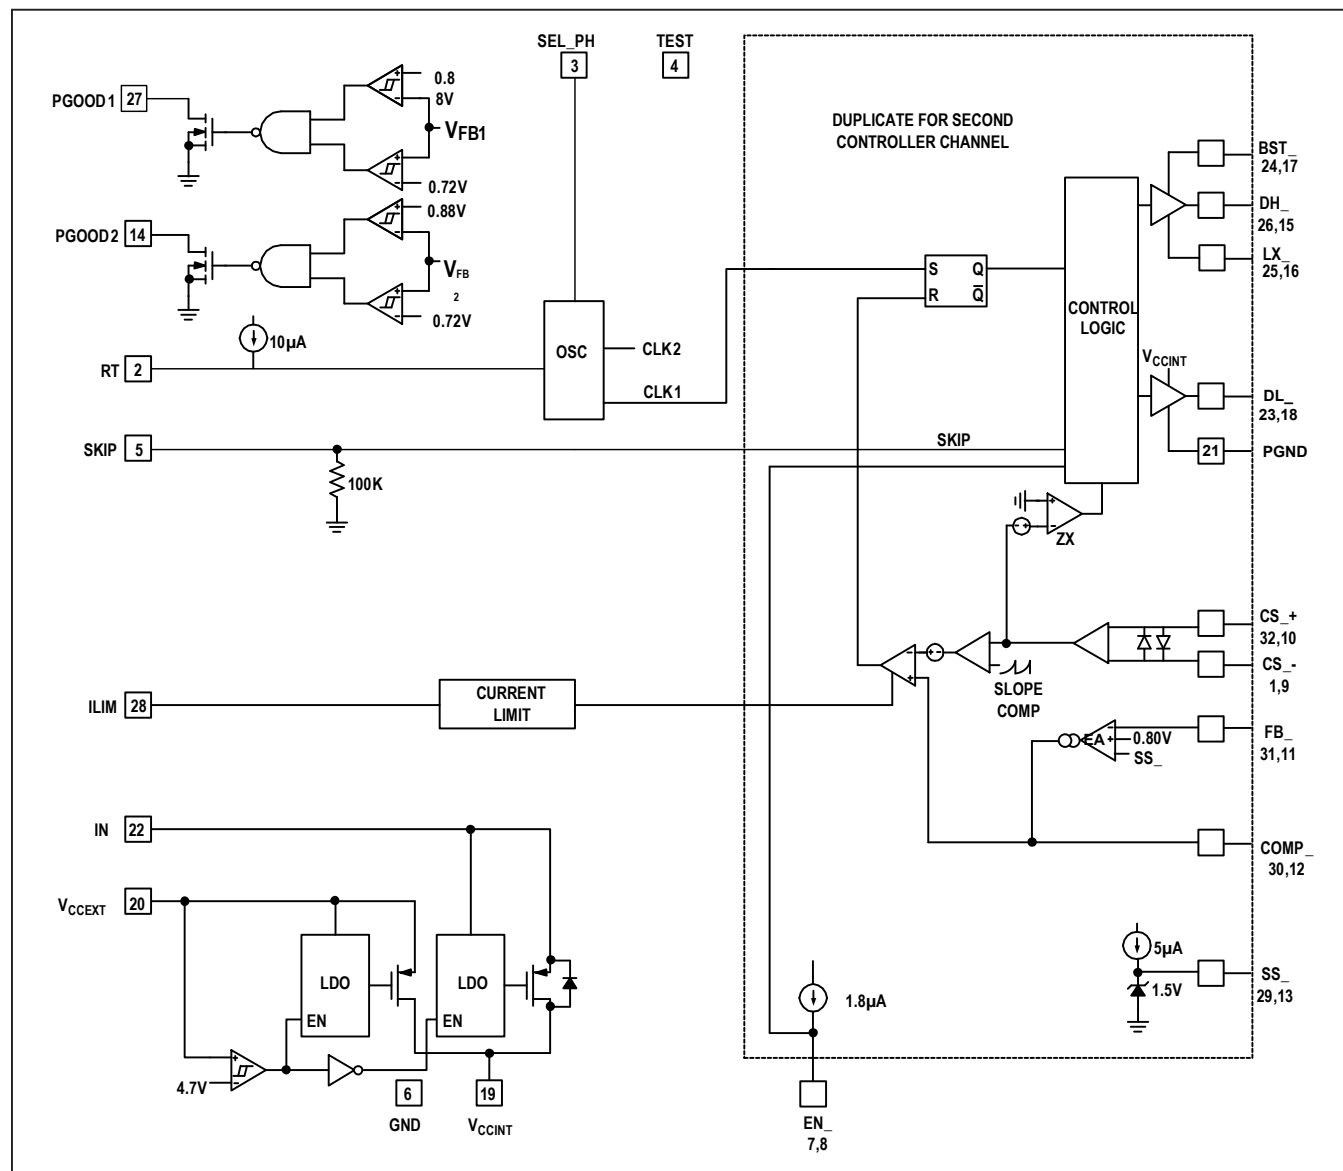 SEL_PH
3
TEST
4
PGOOD1
27
+
-
0.8
8V
VFB1
+
-
0.72V
PGOOD2
14
+
-
0.88V
VFB
2
+
-
0.72V
10µA
RT
2
OSC
CLK2
CLK1
SKIP
5
100K
SKIP
DUPLICATE FOR SECOND
CONTROLLER CHANNEL
S
Q
R
Q̅
CONTROL
LOGIC
BST_
24,17
DH_
26,15
LX_
25,16
VCCINT
DL_
23,18
21
PGND
+
-
- +
ZX
CS_+
32,10
CS_-
1,9
-
+
+ -
SLOPE
COMP
ILIM
28
CURRENT
LIMIT
EA
-
+
0.80V
SS_
FB_
31,11
COMP_
30,12
IN
22
VCCEXT
20
LDO
EN
LDO
EN
+
-
4.7V
6
GND
19
VCCINT
1.8µA
EN_
7,8
5µA
1.5V
SS_
29,13